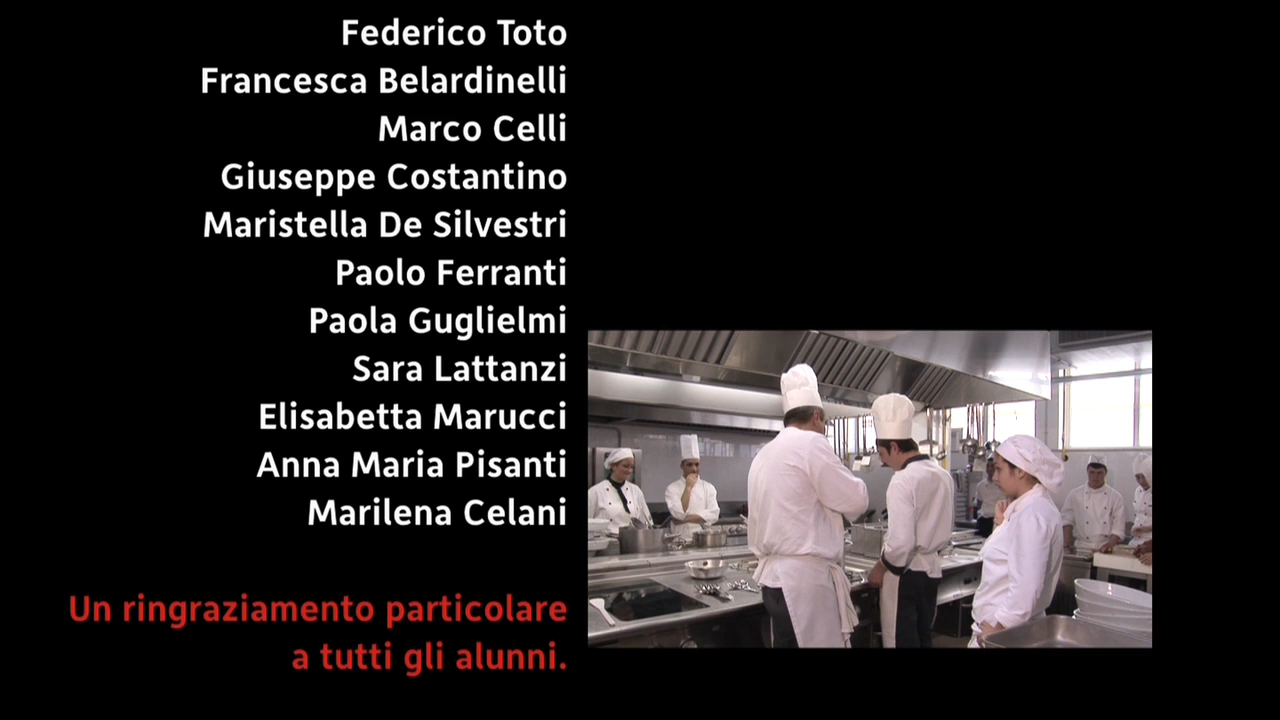 Federico Toto
Francesca Belardinelli
Marco Celli
Giuseppe Costantino
Maristella De Silvestri
Paolo Ferranti
Paola Guglielmi
Sara Lattanzi
Elisabetta Marucci
Anna Maria Pisanti
Marilena Celani
Un ringraziamento particolare
a tutti gli alunni.